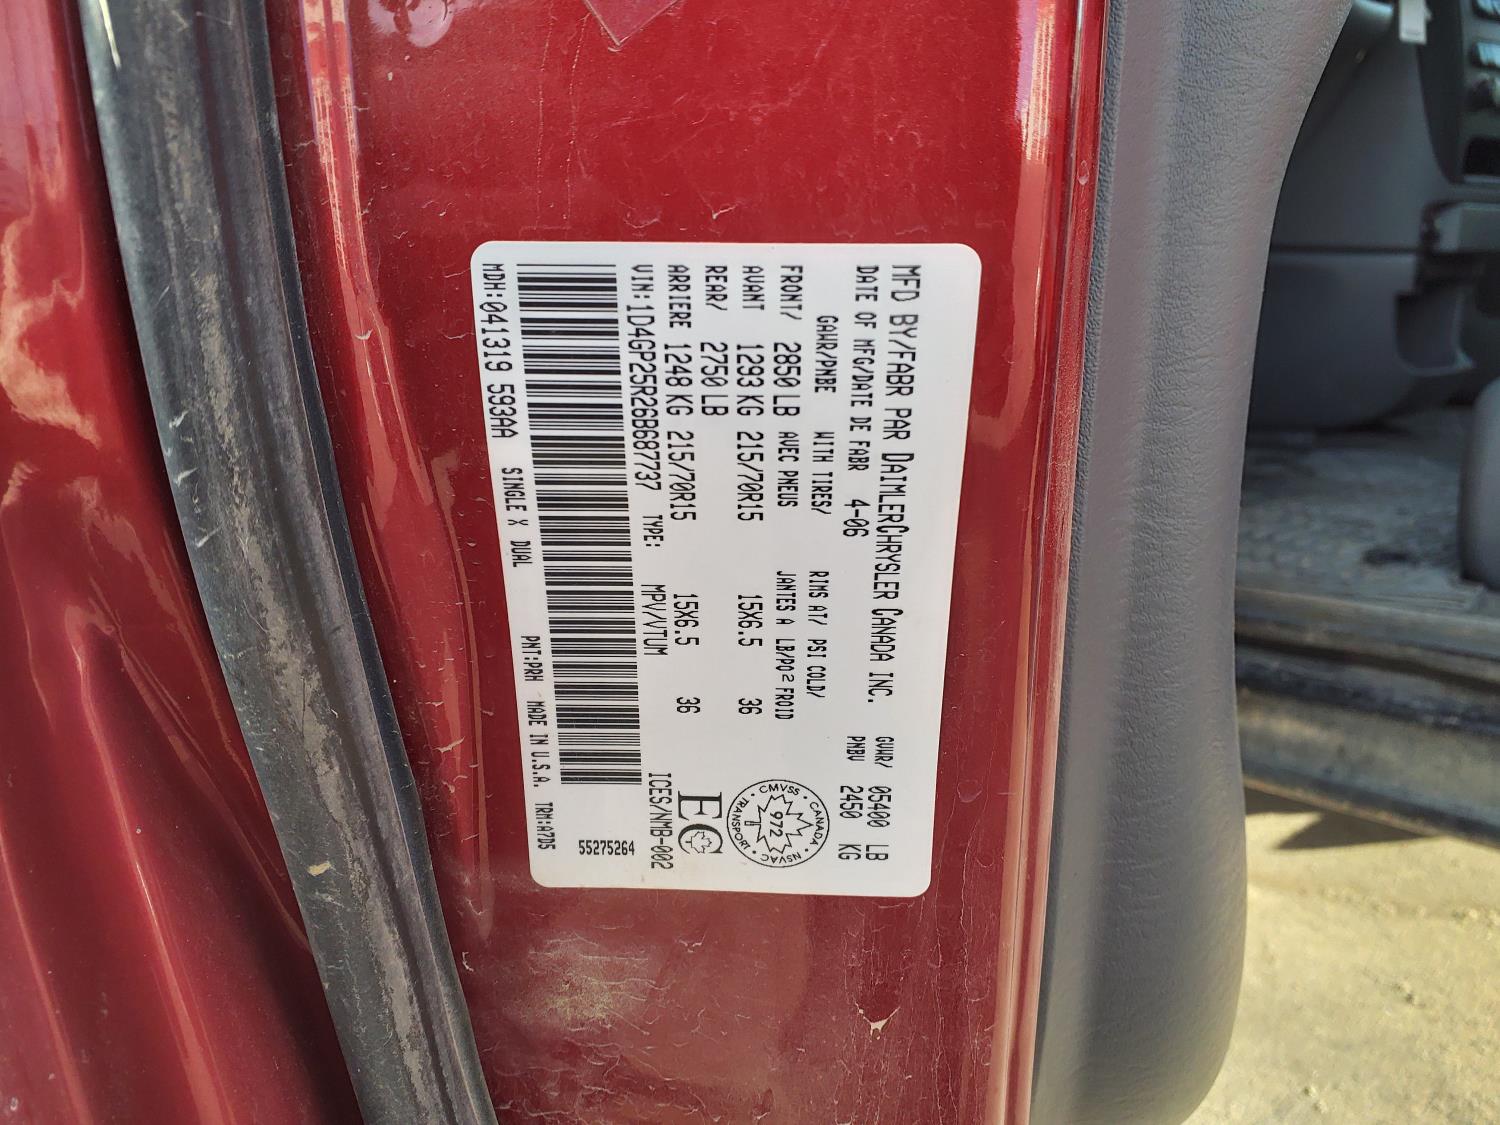 MFD BY/FABR PAR DAIMLERCHRYSLER CANADA INC.
DATE OF MFG/DATE DE FABR 4-06
GVWR/ 05400 LB
PNBV 2450 KG
GAWR/PNBE WITH TIRES/ RIMS AT/ PSI COLD/
AVEC PNEUS JANTES A LB/PO² FROID
FRONT/ 2850 LB
AVANT 1293 KG 215/70R15 15X6.5 36
REAR/ 2750 LB
ARRIERE 1248 KG 215/70R15 15X6.5 36
CMVSS CANADA NSVAC TRANSPORT
972
EC
VIN:1D4GP25R26B687737 TYPE: MPV/VTUM ICES/NMB-002
55275264
MDH:041319 593AA SINGLE X DUAL PNT:PRH MADE IN U.S.A. TRM:A7D5